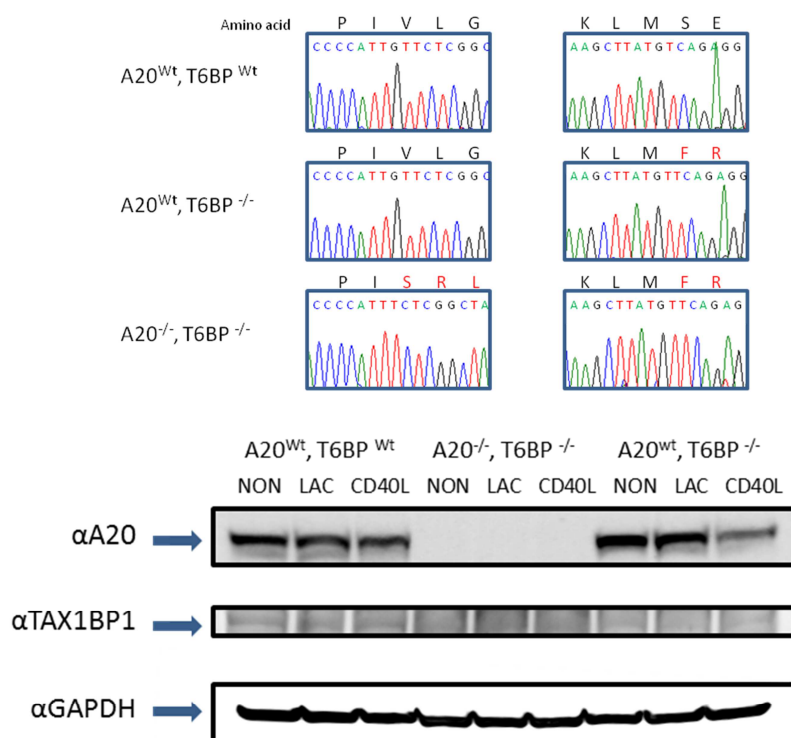 Amino acid P I V L G K L M S E
CCCCATTGTTCTCGGC AAGCTTATGTCAGAGG
A20Wt, T6BP Wt
P I V L G K L M F R
CCCCATTGTTCTCGGC AAGCTTATGTTCAGAGG
A20Wt, T6BP -/-
P I S R L K L M F R
CCCCATTTCTCGGCTA AAGCTTATGTTCAGAG
A20-/-, T6BP -/-
A20Wt, T6BP Wt A20-/-, T6BP -/- A20wt, T6BP -/-
NON LAC CD40L NON LAC CD40L NON LAC CD40L
αA20
αTAX1BP1
αGAPDH